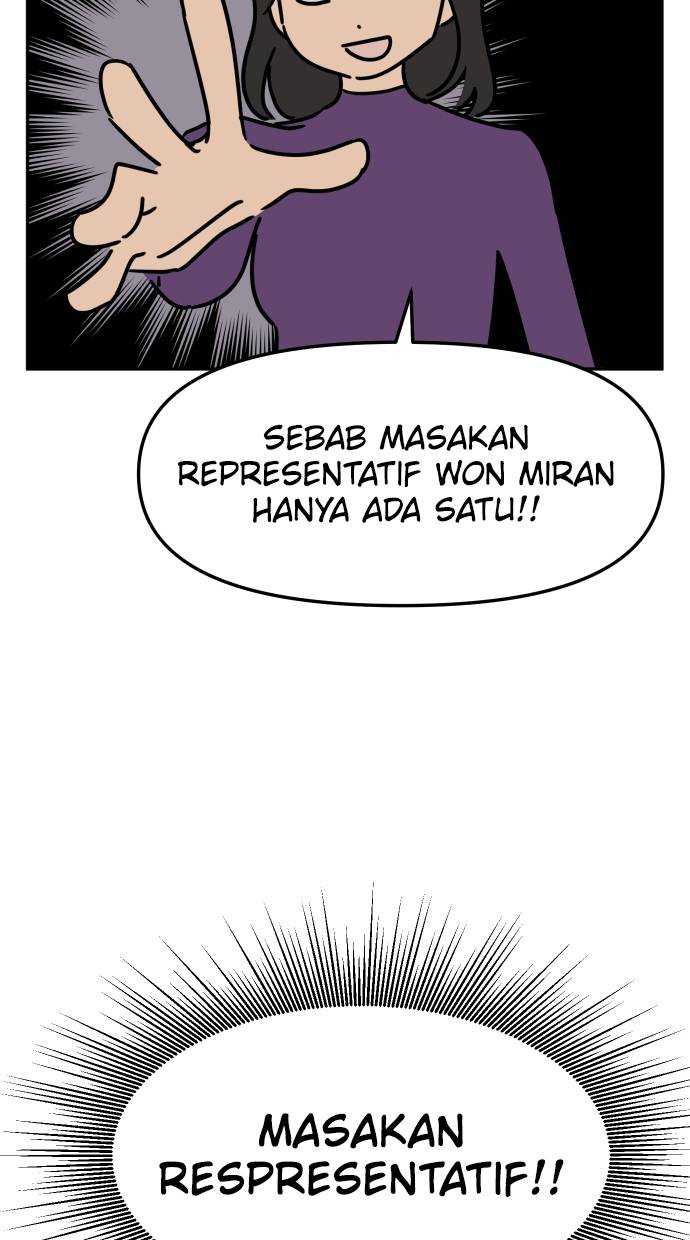 SEBAB MASAKAN
REPRESENTATIF WON MIRAN
HANYA ADA SATU!!
MASAKAN
RESPRESENTATIF!!